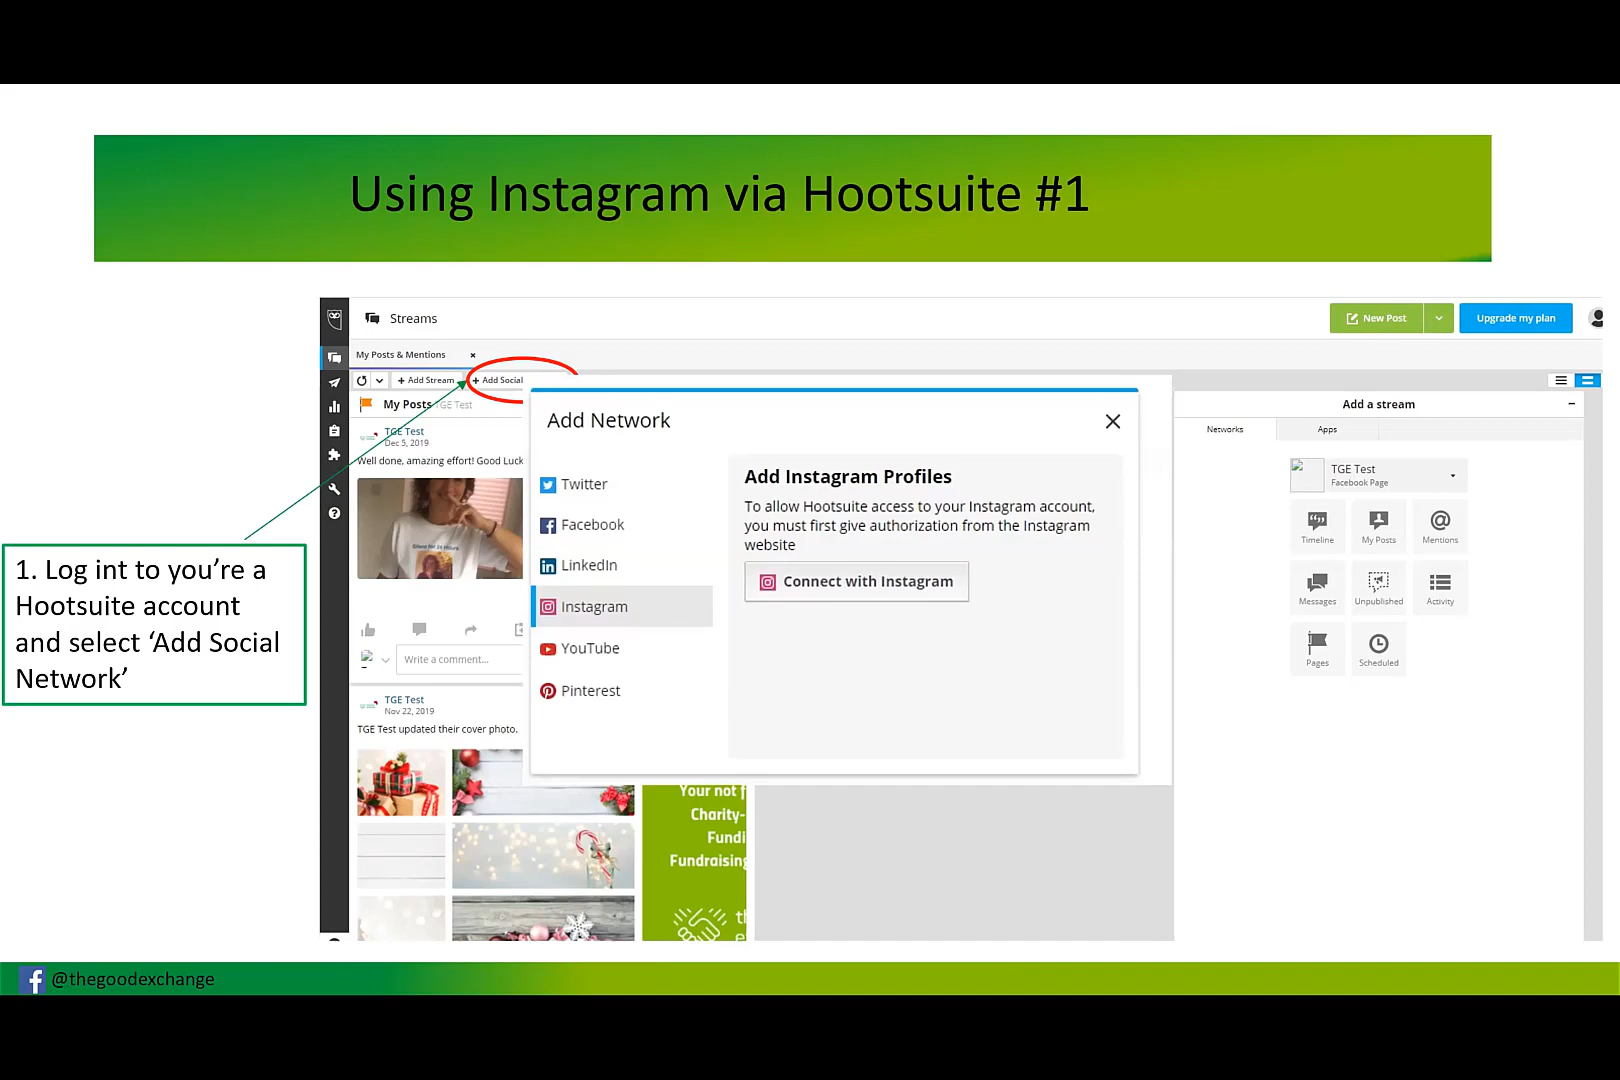 Using Instagram via Hootsuite #1
Streams
New Post
Upgrade my plan
My Posts & Mentions
+ Add Stream
+ Add Social
My Posts TGE Test
TGE Test
Dec 5, 2019
Well done, amazing effort! Good Luck
Write a comment...
TGE Test
Nov 22, 2019
TGE Test updated their cover photo.
Your not f
Charity-
Fundi
Fundraising
th
e
Add Network
Twitter
Facebook
LinkedIn
Instagram
YouTube
Pinterest
Add Instagram Profiles
To allow Hootsuite access to your Instagram account,
you must first give authorization from the Instagram
website
Connect with Instagram
Add a stream
Networks
Apps
TGE Test
Facebook Page
Timeline
My Posts
Mentions
Messages
Unpublished
Activity
Pages
Scheduled
1. Log int to you’re a
Hootsuite account
and select ‘Add Social
Network’
@thegoodexchange